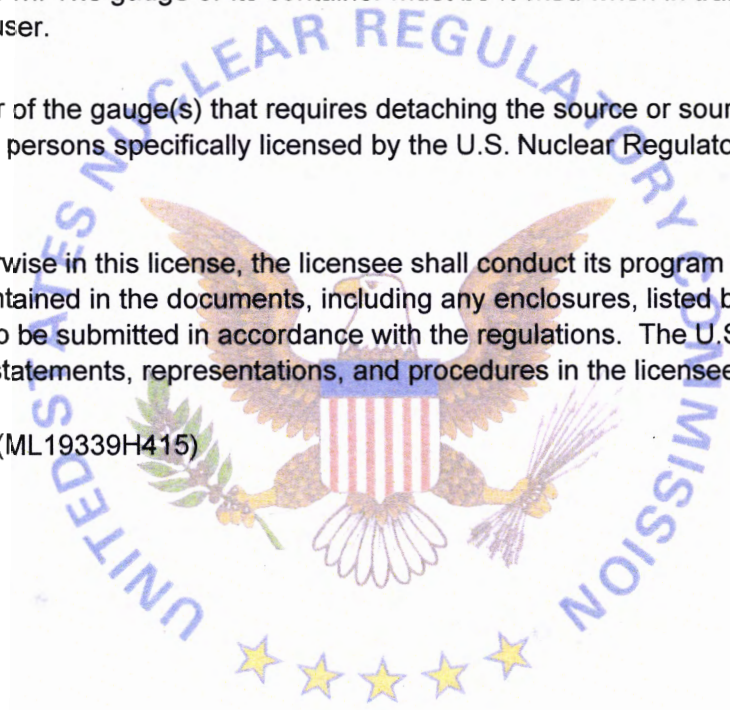 user.
UNITED STATES NUCLEAR REGULATORY COMMISSION
of the gauge(s) that requires detaching the source or sour
persons specifically licensed by the U.S. Nuclear Regulato
rwise in this license, the licensee shall conduct its program
ntained in the documents, including any enclosures, listed b
o be submitted in accordance with the regulations. The U.S
statements, representations, and procedures in the licensee
(ML19339H415)